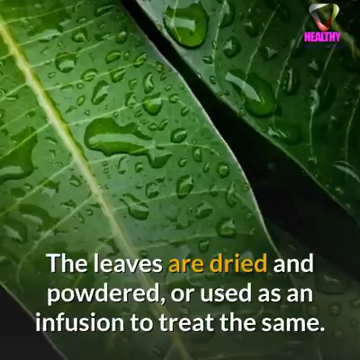 HEALTHY
The leaves are dried and
powdered, or used as an
infusion to treat the same.